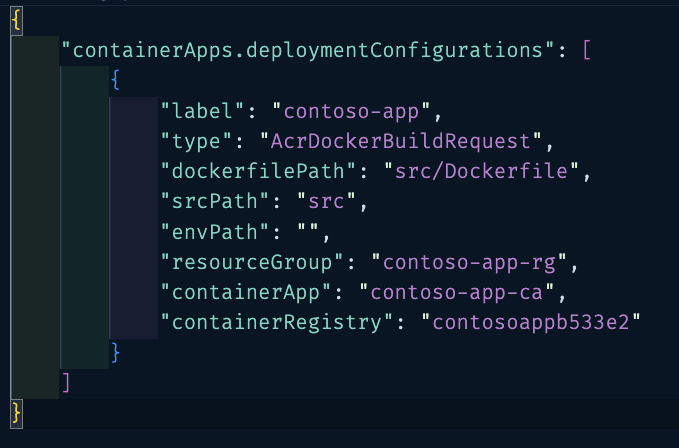 {
"containerApps.deploymentConfigurations": [
{
"label": "contoso-app",
"type": "AcrDockerBuildRequest",
"dockerfilePath": "src/Dockerfile",
"srcPath": "src",
"envPath": "",
"resourceGroup": "contoso-app-rg",
"containerApp": "contoso-app-ca",
"containerRegistry": "contosoappb533e2"
}
]
}